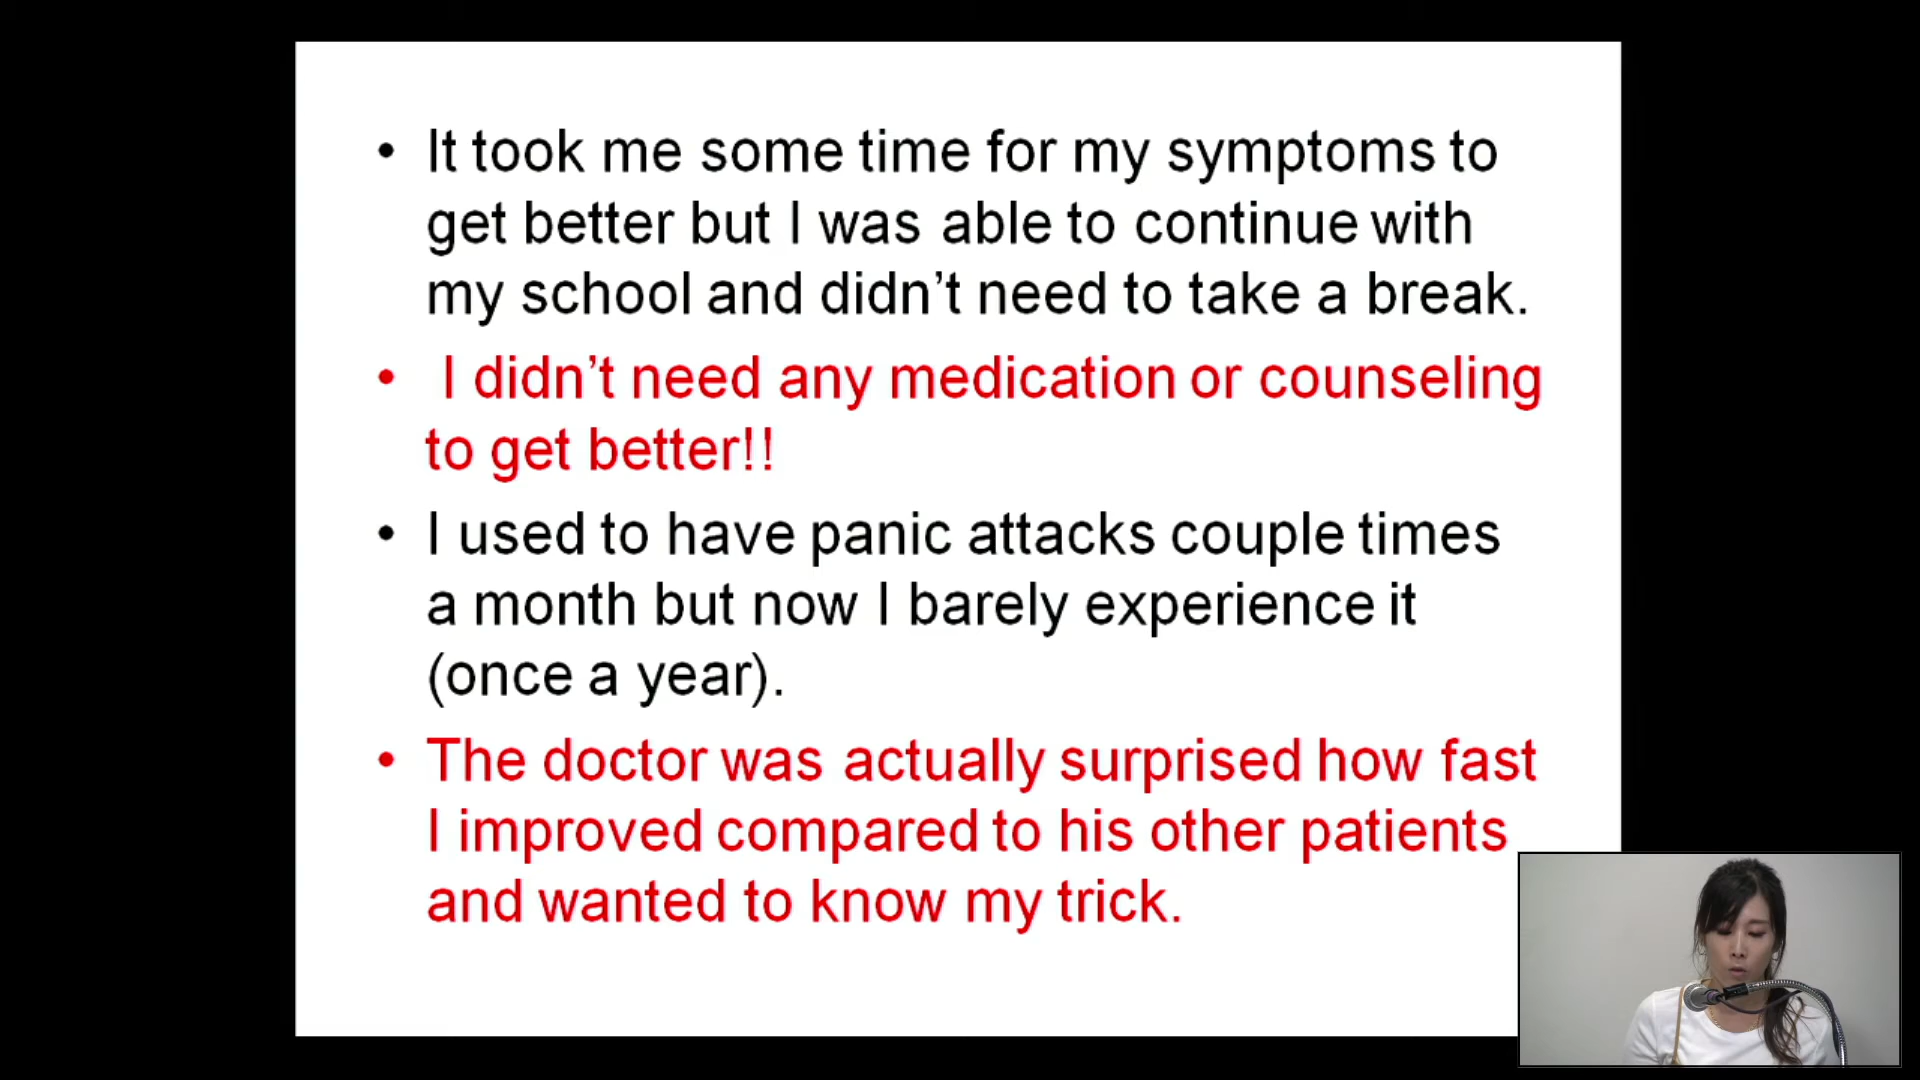 • It took me some time for my symptoms to
get better but I was able to continue with
my school and didn’t need to take a break.
• I didn’t need any medication or counseling
to get better!!
• I used to have panic attacks couple times
a month but now I barely experience it
(once a year).
• The doctor was actually surprised how fast
I improved compared to his other patients
and wanted to know my trick.